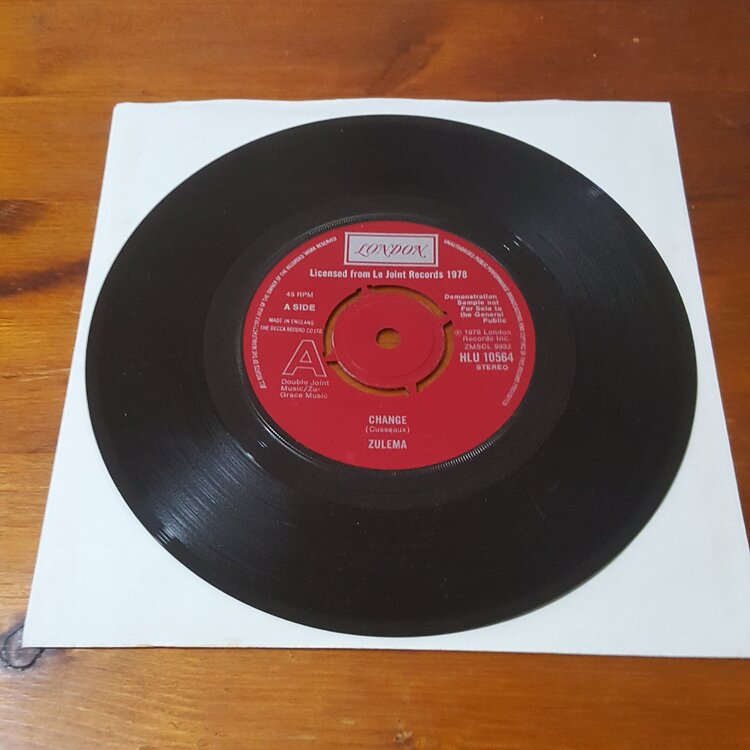 LONDON
Licensed from Le Joint Records 1978
45 RPM
A SIDE
MADE IN ENGLAND
THE DECCA RECORD CO LTD
A
Double Joint
Music/Zu-
Grace Music
Demonstration
Sample not
For Sale to
the General
Public
℗ 1978 London
Records Inc.
ZMSCL 9932
HLU 10564
STEREO
CHANGE
(Cusseaux)
ZULEMA